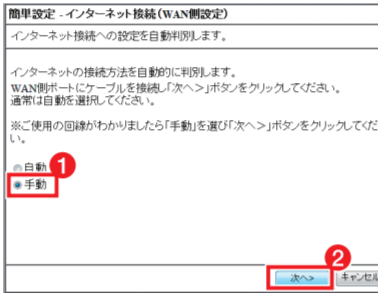 簡単設定 - インターネット接続（WAN側設定）
インターネット接続への設定を自動判別します。
インターネットの接続方法を自動的に判別します。
WAN側ポートにケーブルを接続し「次へ＞」ボタンをクリックしてください。
通常は自動を選択してください。
※ご使用の回線がわかりましたら「手動」を選び「次へ＞」ボタンをクリックしてくだ
い。
自動
1
手動
2
次へ>
キャンセル